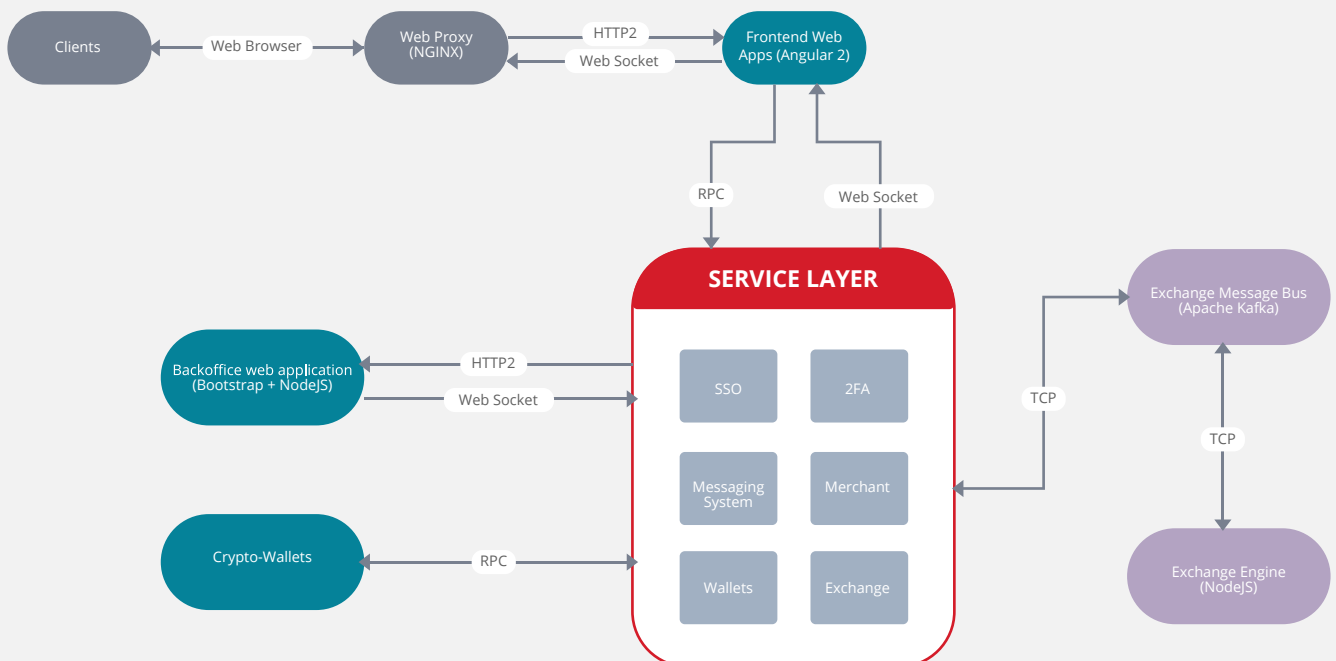 Clients
Web Browser
Web Proxy
(NGINX)
HTTP2
Web Socket
Frontend Web
Apps (Angular 2)
RPC
Web Socket
SERVICE LAYER
Exchange Message Bus
(Apache Kafka)
Backoffice web application
(Bootstrap + NodeJS)
HTTP2
Web Socket
SSO
2FA
TCP
TCP
Messaging
System
Merchant
Crypto-Wallets
RPC
Wallets
Exchange
Exchange Engine
(NodeJS)